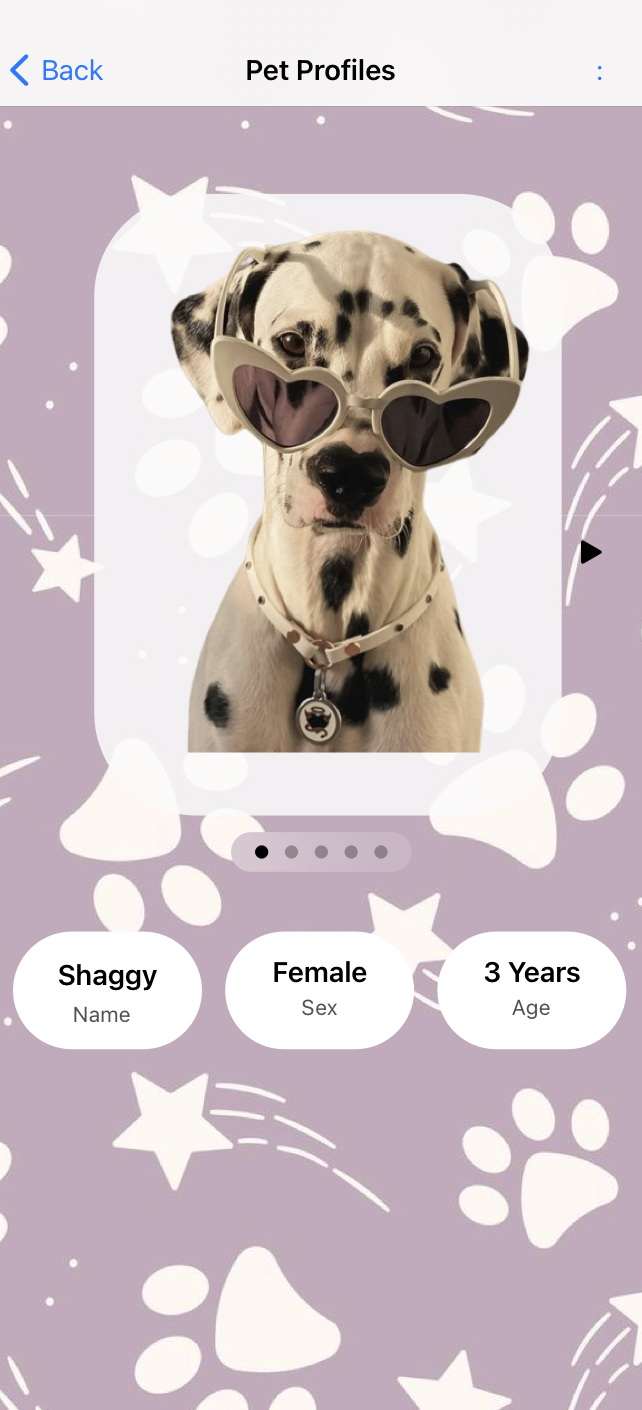 Back
Pet Profiles
:
Shaggy
Name
Female
Sex
3 Years
Age